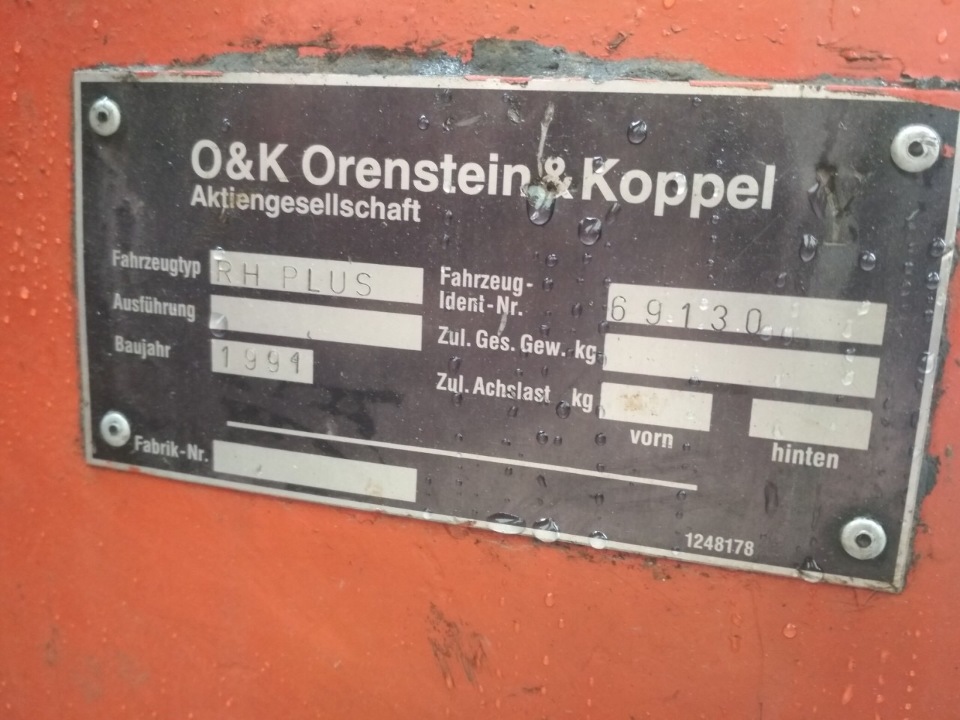 O&K Orenstein & Koppel
Aktiengesellschaft
Fahrzeugtyp RH PLUS
Ausführung
Baujahr 1991
Fabrik-Nr.
Fahrzeug-
Ident-Nr. 69130
Zul. Ges. Gew. kg
Zul. Achslast kg
vorn hinten
1248178